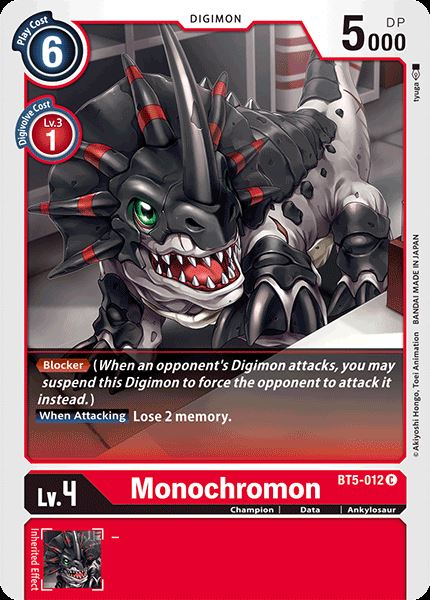 DIGIMON
Play Cost
6
5000
DP
Digivolve Cost
Lv.3
1
tyuga
Blocker (When an opponent's Digimon attacks, you may
suspend this Digimon to force the opponent to attack it
instead.)
When Attacking Lose 2 memory.
© Akiyoshi Hongo, Toei Animation BANDAI MADE IN JAPAN
BT5-012 C
Lv.4
Monochromon
Champion | Data | Ankylosaur
Inherited Effect
–